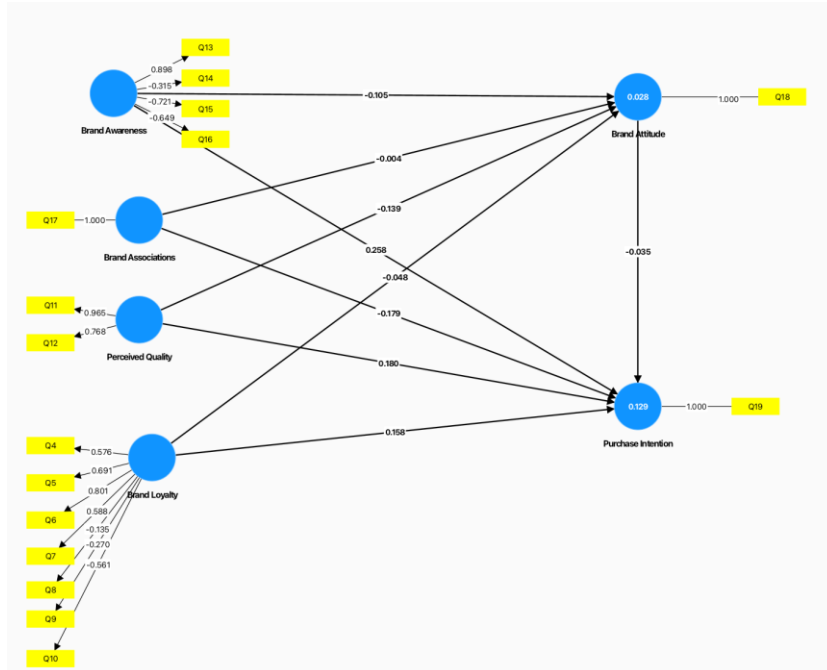 Q13
0.898
Q14
-0.315
-0.721
Q15
-0.649
Q16
Brand Awareness
-0.105
0.028
1.000
Q18
Brand Attitude
-0.004
Q17
1.000
Brand Associations
-0.139
0.258
-0.048
-0.035
Q11
0.965
0.768
Q12
Perceived Quality
-0.179
0.180
0.129
1.000
Q19
Purchase Intention
0.158
Q4
0.576
Q5
0.691
0.801
Brand Loyalty
Q6
0.588
-0.135
-0.270
Q7
-0.561
Q8
Q9
Q10